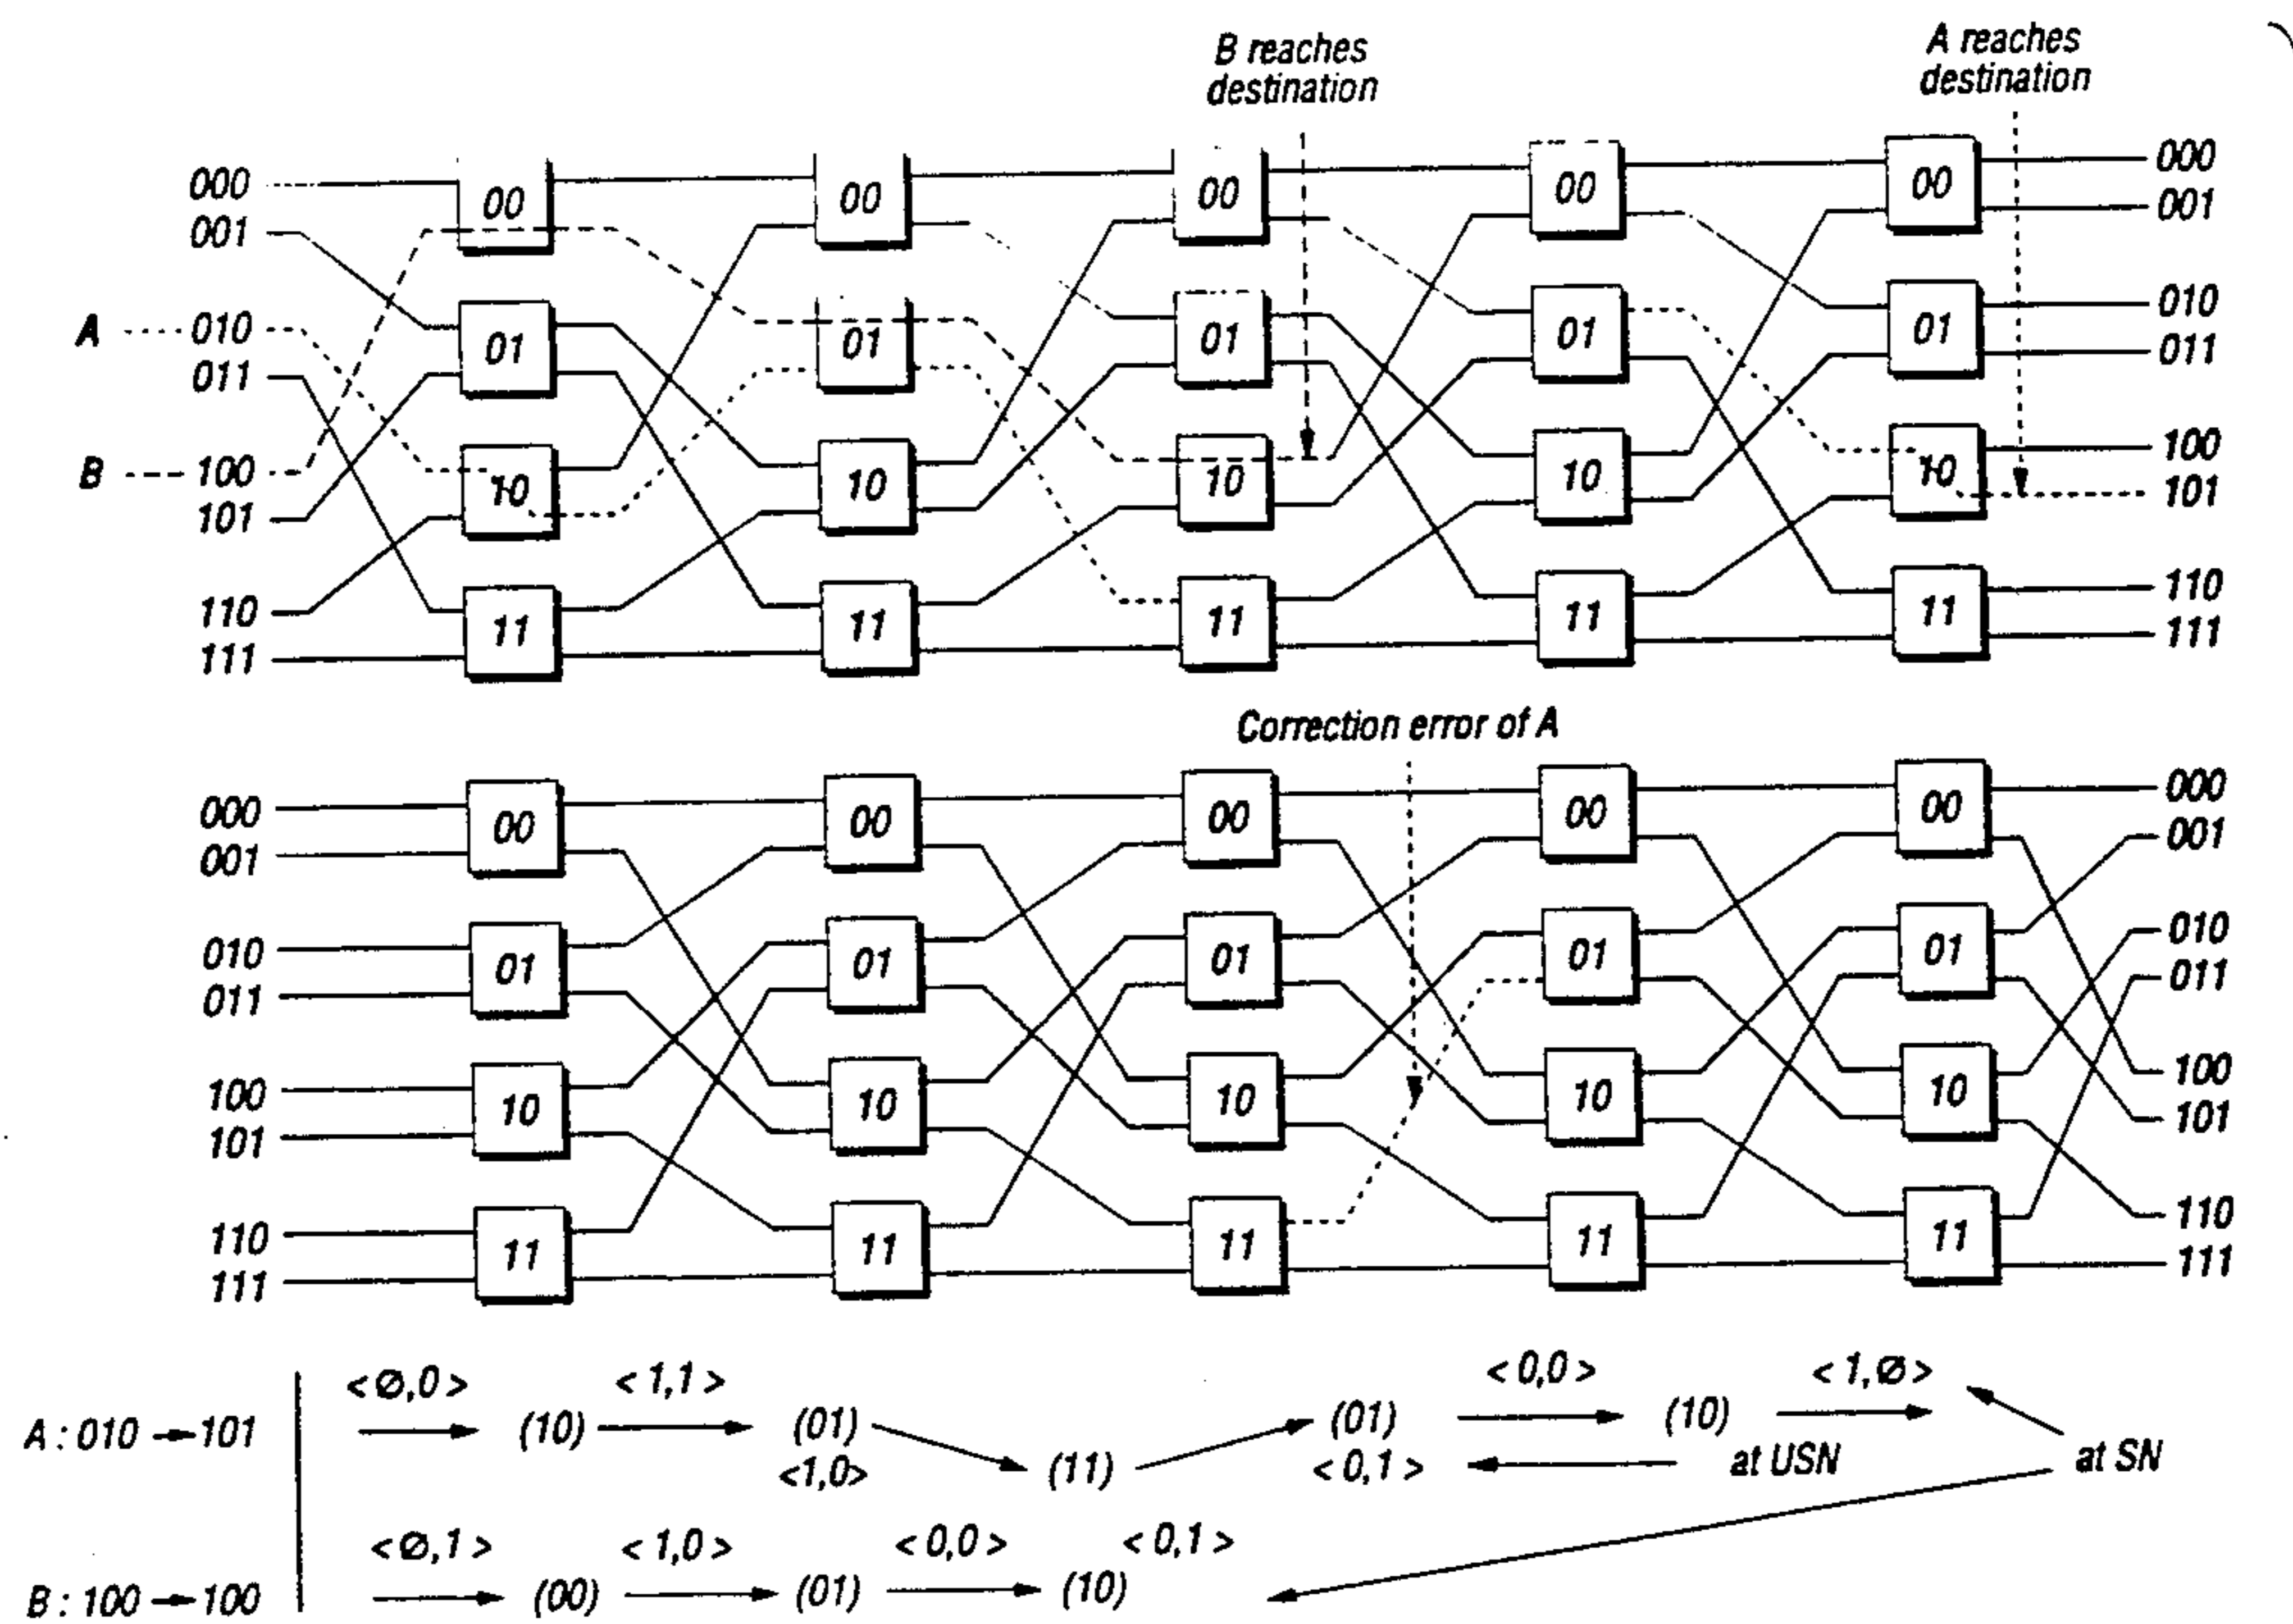 B reaches
destination
A reaches
destination
000 00 00 00 00 00 000
001 001
A 010 01 01 01 01 01 010
011 011
B 100 10 10 10 10 10 100
101 101
110 11 11 11 11 11 110
111 111
Correction error of A
000 00 00 00 00 00 000
001 001
010 01 01 01 01 01 010
011 011
100 10 10 10 10 10 100
101 101
110 11 11 11 11 11 110
111 111
<∅,0> <1,1> <0,0> <1,∅>
A : 010 → 101 (10) (01) (11) (01) (10)
<1,0> <0,1> at USN at SN
<∅,1> <1,0> <0,0> <0,1>
B : 100 → 100 (00) (01) (10)